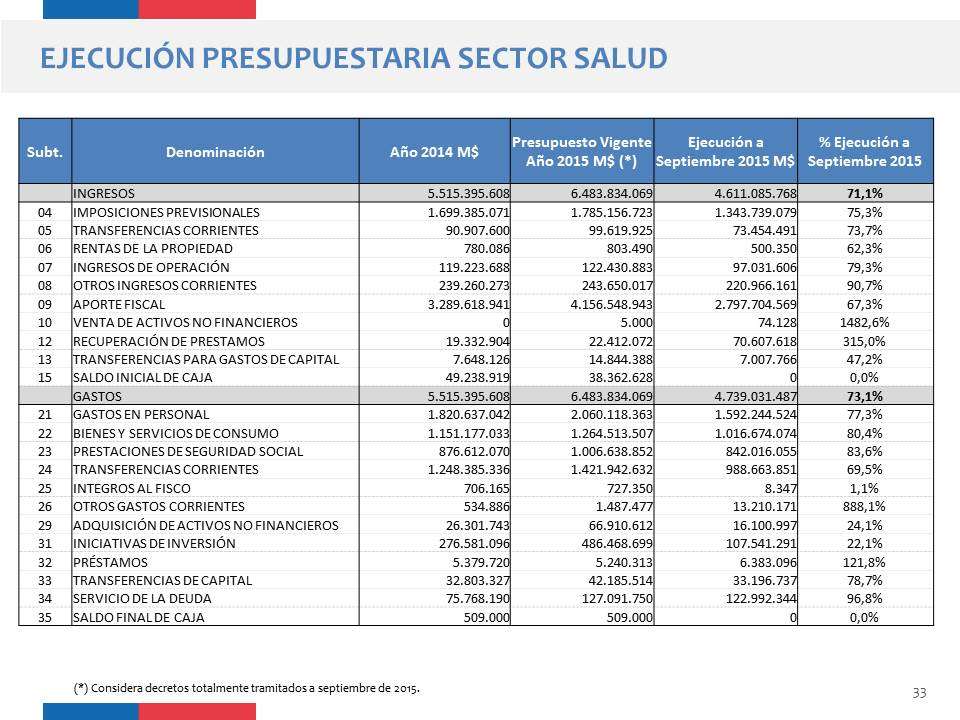 EJECUCIÓN PRESUPUESTARIA SECTOR SALUD
Subt. Denominación Año 2014 M$ Presupuesto Vigente Año 2015 M$ (*) Ejecución a Septiembre 2015 M$ % Ejecución a Septiembre 2015
INGRESOS 5.515.395.608 6.483.834.069 4.611.085.768 71,1%
04 IMPOSICIONES PREVISIONALES 1.699.385.071 1.785.156.723 1.343.739.079 75,3%
05 TRANSFERENCIAS CORRIENTES 90.907.600 99.619.925 73.454.491 73,7%
06 RENTAS DE LA PROPIEDAD 780.086 803.490 500.350 62,3%
07 INGRESOS DE OPERACIÓN 119.223.688 122.430.883 97.031.606 79,3%
08 OTROS INGRESOS CORRIENTES 239.260.273 243.650.017 220.966.161 90,7%
09 APORTE FISCAL 3.289.618.941 4.156.548.943 2.797.704.569 67,3%
10 VENTA DE ACTIVOS NO FINANCIEROS 0 5.000 74.128 1482,6%
12 RECUPERACIÓN DE PRESTAMOS 19.332.904 22.412.072 70.607.618 315,0%
13 TRANSFERENCIAS PARA GASTOS DE CAPITAL 7.648.126 14.844.388 7.007.766 47,2%
15 SALDO INICIAL DE CAJA 49.238.919 38.362.628 0 0,0%
GASTOS 5.515.395.608 6.483.834.069 4.739.031.487 73,1%
21 GASTOS EN PERSONAL 1.820.637.042 2.060.118.363 1.592.244.524 77,3%
22 BIENES Y SERVICIOS DE CONSUMO 1.151.177.033 1.264.513.507 1.016.674.074 80,4%
23 PRESTACIONES DE SEGURIDAD SOCIAL 876.612.070 1.006.638.852 842.016.055 83,6%
24 TRANSFERENCIAS CORRIENTES 1.248.385.336 1.421.942.632 988.663.851 69,5%
25 INTEGROS AL FISCO 706.165 727.350 8.347 1,1%
26 OTROS GASTOS CORRIENTES 534.886 1.487.477 13.210.171 888,1%
29 ADQUISICIÓN DE ACTIVOS NO FINANCIEROS 26.301.743 66.910.612 16.100.997 24,1%
31 INICIATIVAS DE INVERSIÓN 276.581.096 486.468.699 107.541.291 22,1%
32 PRÉSTAMOS 5.379.720 5.240.313 6.383.096 121,8%
33 TRANSFERENCIAS DE CAPITAL 32.803.327 42.185.514 33.196.737 78,7%
34 SERVICIO DE LA DEUDA 75.768.190 127.091.750 122.992.344 96,8%
35 SALDO FINAL DE CAJA 509.000 509.000 0 0,0%
(*) Considera decretos totalmente tramitados a septiembre de 2015.
33